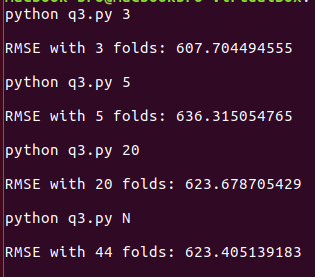 python q3.py 3
RMSE with 3 folds: 607.704494555
python q3.py 5
RMSE with 5 folds: 636.315054765
python q3.py 20
RMSE with 20 folds: 623.678705429
python q3.py N
RMSE with 44 folds: 623.405139183